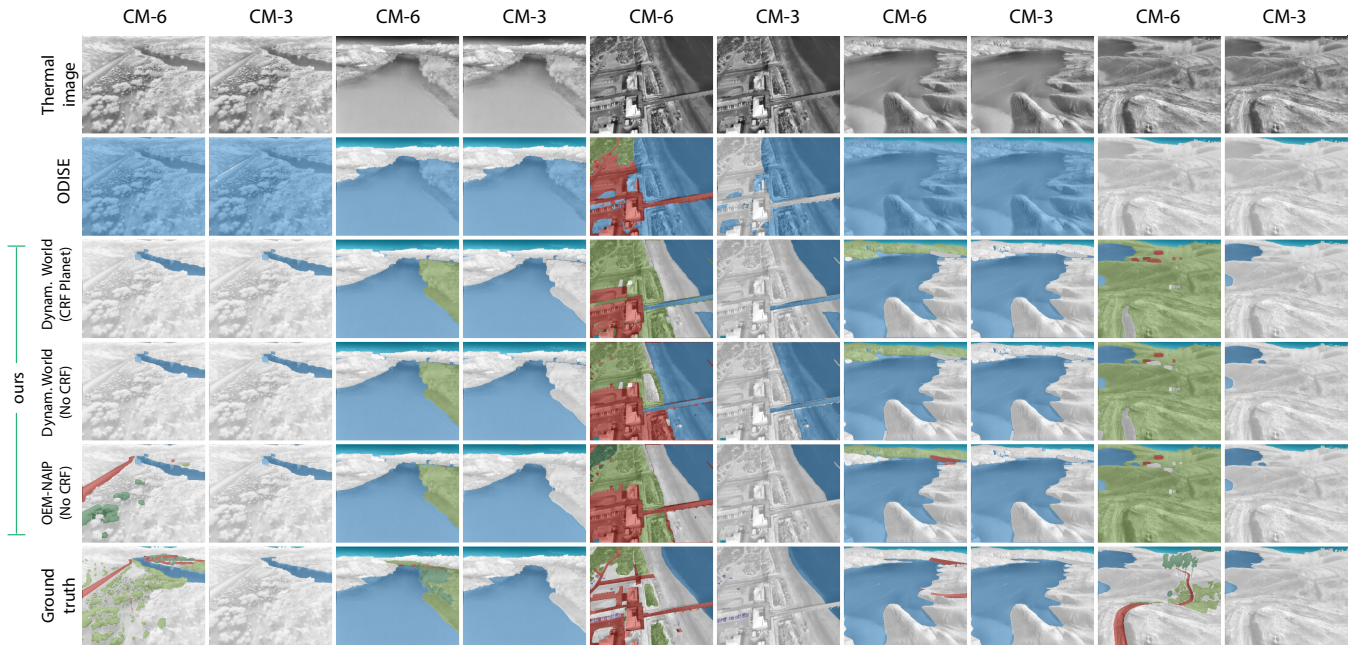 CM-6 CM-3 CM-6 CM-3 CM-6 CM-3 CM-6 CM-3 CM-6 CM-3
Thermal
image
ODISE
ours
Dynam. World
(CRF Planet)
Dynam. World
(No CRF)
OEM-NAIP
(No CRF)
Ground
truth